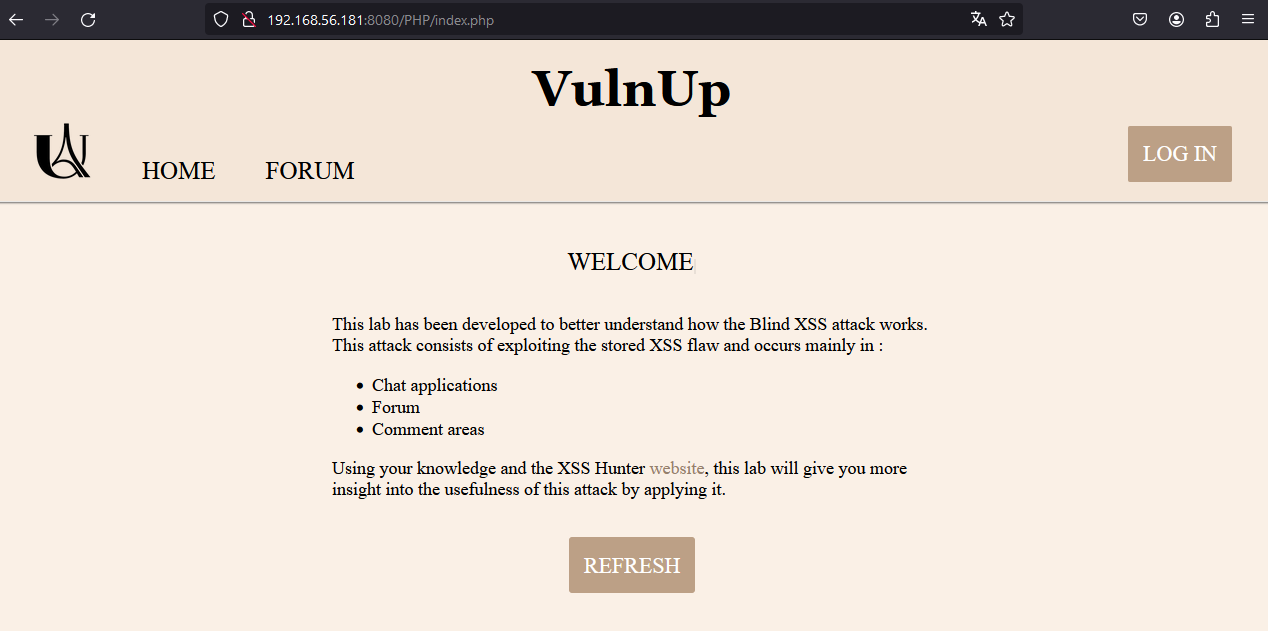 192.168.56.181:8080/PHP/index.php
VulnUp
HOME
FORUM
LOG IN
WELCOME
This lab has been developed to better understand how the Blind XSS attack works.
This attack consists of exploiting the stored XSS flaw and occurs mainly in :
• Chat applications
• Forum
• Comment areas
Using your knowledge and the XSS Hunter website, this lab will give you more
insight into the usefulness of this attack by applying it.
REFRESH